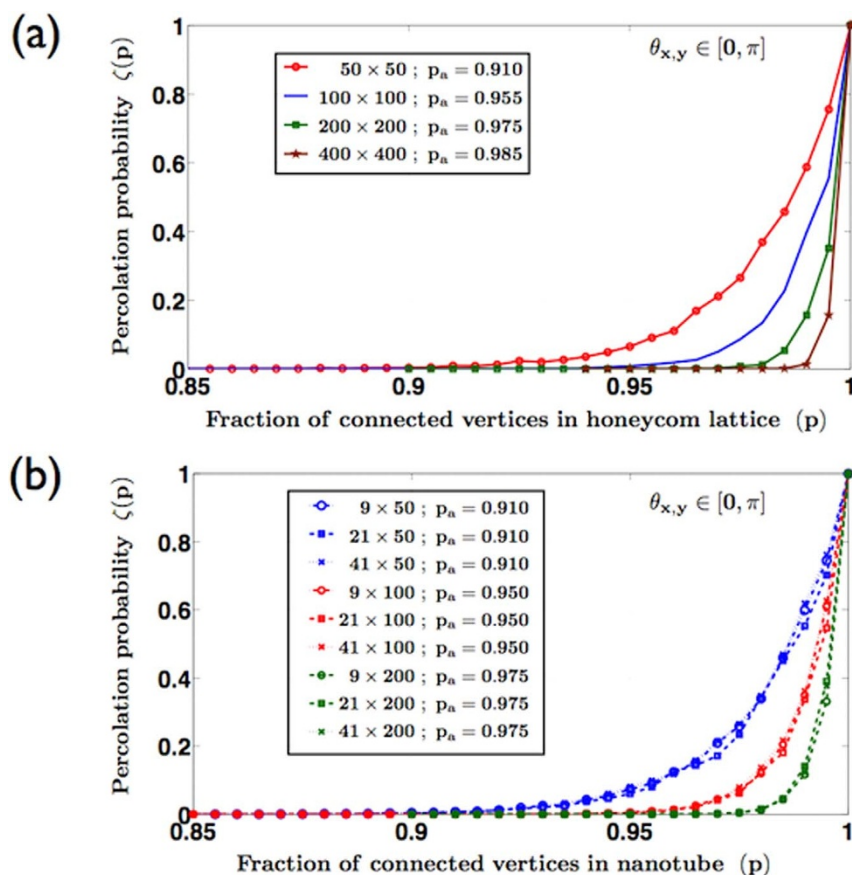 (a)
Percolation probability ζ(p)
1
0.8
0.6
0.4
0.2
0
0.85
0.9
0.95
1
θx,y ∈ [0, π]
50 × 50 ; pa = 0.910
100 × 100 ; pa = 0.955
200 × 200 ; pa = 0.975
400 × 400 ; pa = 0.985
Fraction of connected vertices in honeycom lattice (p)
(b)
Percolation probability ζ(p)
1
0.8
0.6
0.4
0.2
0
0.85
0.9
0.95
1
θx,y ∈ [0, π]
9 × 50 ; pa = 0.910
21 × 50 ; pa = 0.910
41 × 50 ; pa = 0.910
9 × 100 ; pa = 0.950
21 × 100 ; pa = 0.950
41 × 100 ; pa = 0.950
9 × 200 ; pa = 0.975
21 × 200 ; pa = 0.975
41 × 200 ; pa = 0.975
Fraction of connected vertices in nanotube (p)